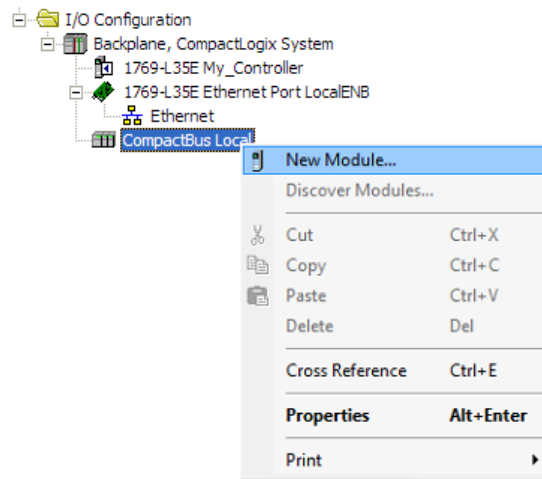 I/O Configuration
Backplane, CompactLogix System
1769-L35E My_Controller
1769-L35E Ethernet Port LocalENB
Ethernet
CompactBus Local
New Module...
Discover Modules...
Cut Ctrl+X
Copy Ctrl+C
Paste Ctrl+V
Delete Del
Cross Reference Ctrl+E
Properties Alt+Enter
Print